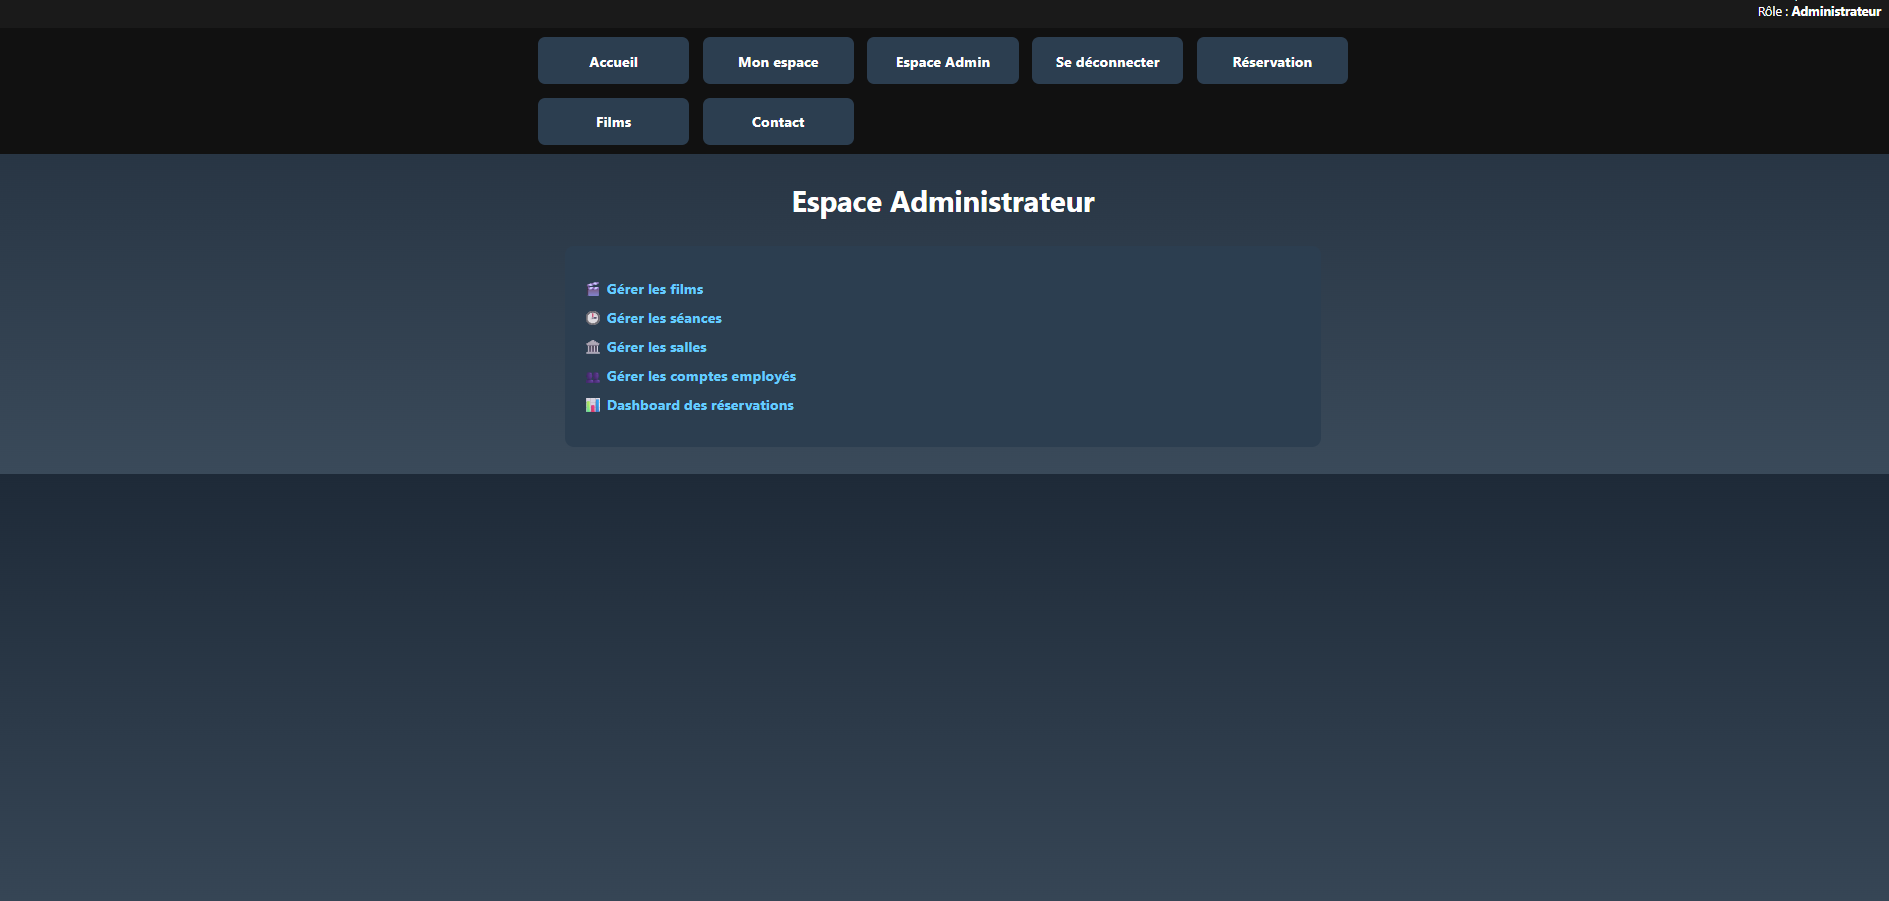 Rôle : Administrateur
Accueil
Mon espace
Espace Admin
Se déconnecter
Réservation
Films
Contact
Espace Administrateur
Gérer les films
Gérer les séances
Gérer les salles
Gérer les comptes employés
Dashboard des réservations